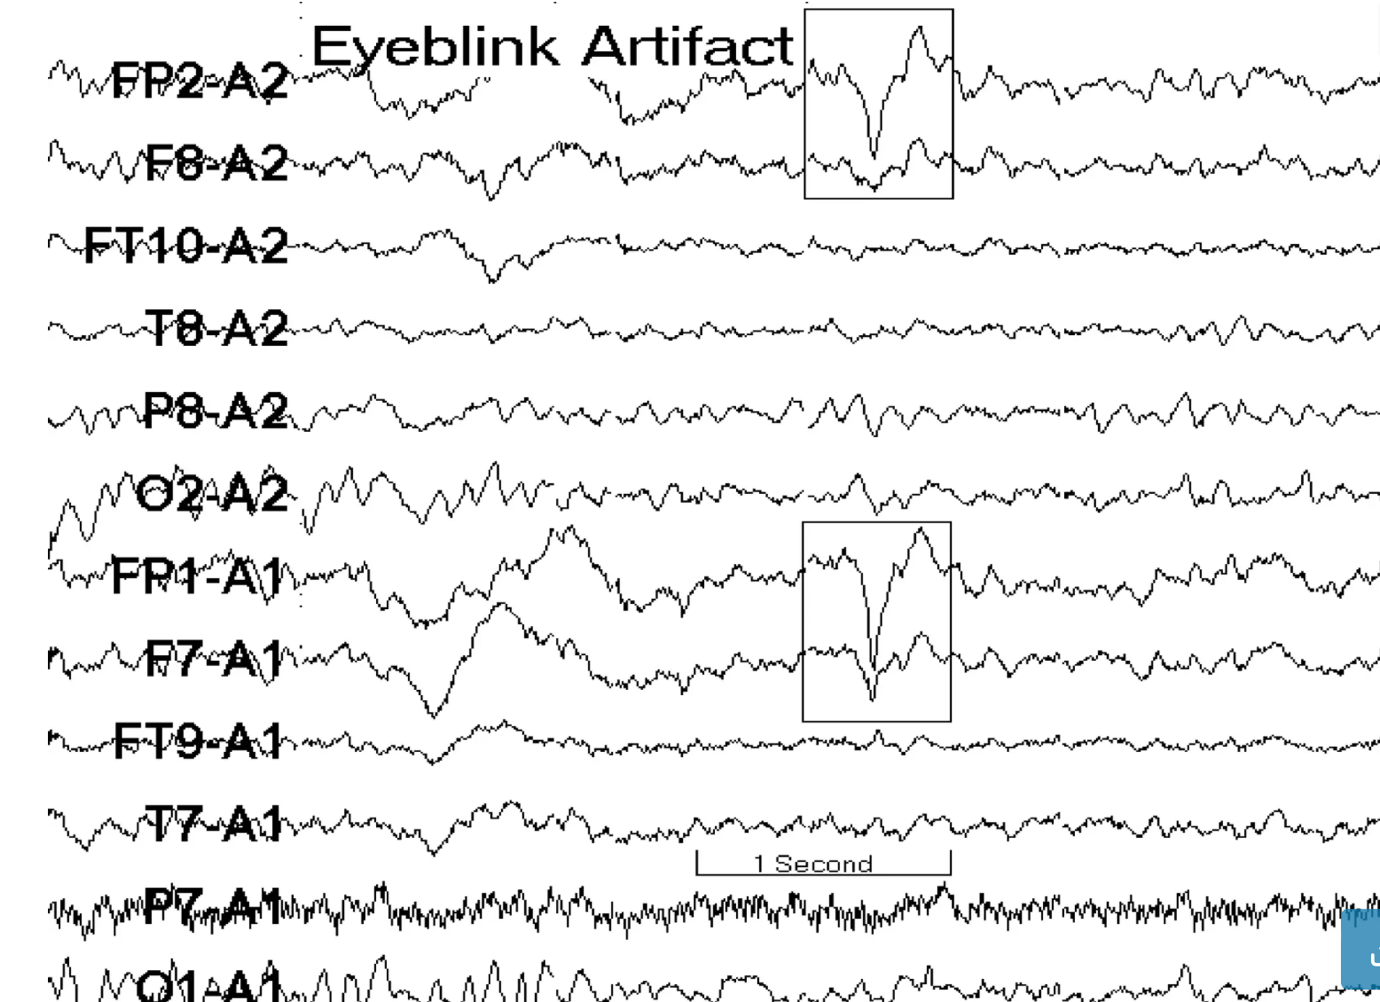 Eyeblink Artifact
FP2-A2
F8-A2
FT10-A2
T8-A2
P8-A2
O2-A2
FP1-A1
F7-A1
FT9-A1
T7-A1
1 Second
P7-A1
O1-A1